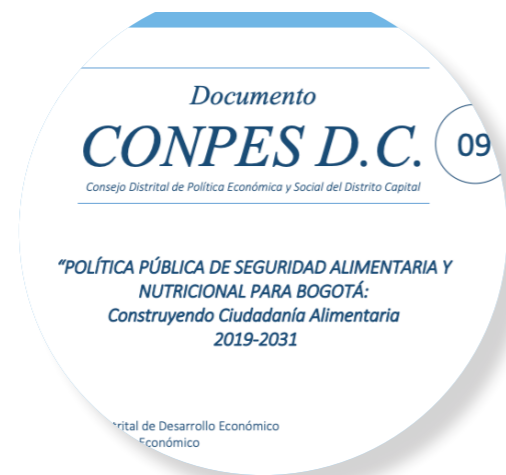 Documento
CONPES D.C.
09
Consejo Distrital de Política Económica y Social del Distrito Capital
"POLÍTICA PÚBLICA DE SEGURIDAD ALIMENTARIA Y
NUTRICIONAL PARA BOGOTÁ:
Construyendo Ciudadanía Alimentaria
2019-2031
de Desarrollo Económico
Económico